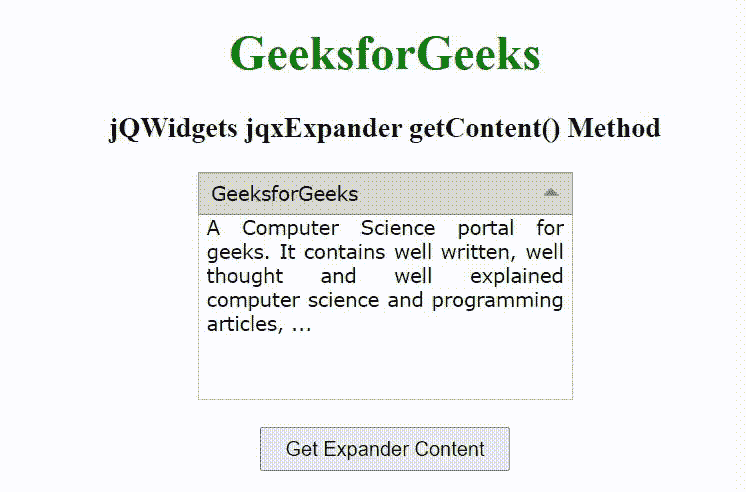 GeeksforGeeks
jQWidgets jqxExpander getContent() Method
GeeksforGeeks
A Computer Science portal for
geeks. It contains well written, well
thought and well explained
computer science and programming
articles, ...
Get Expander Content